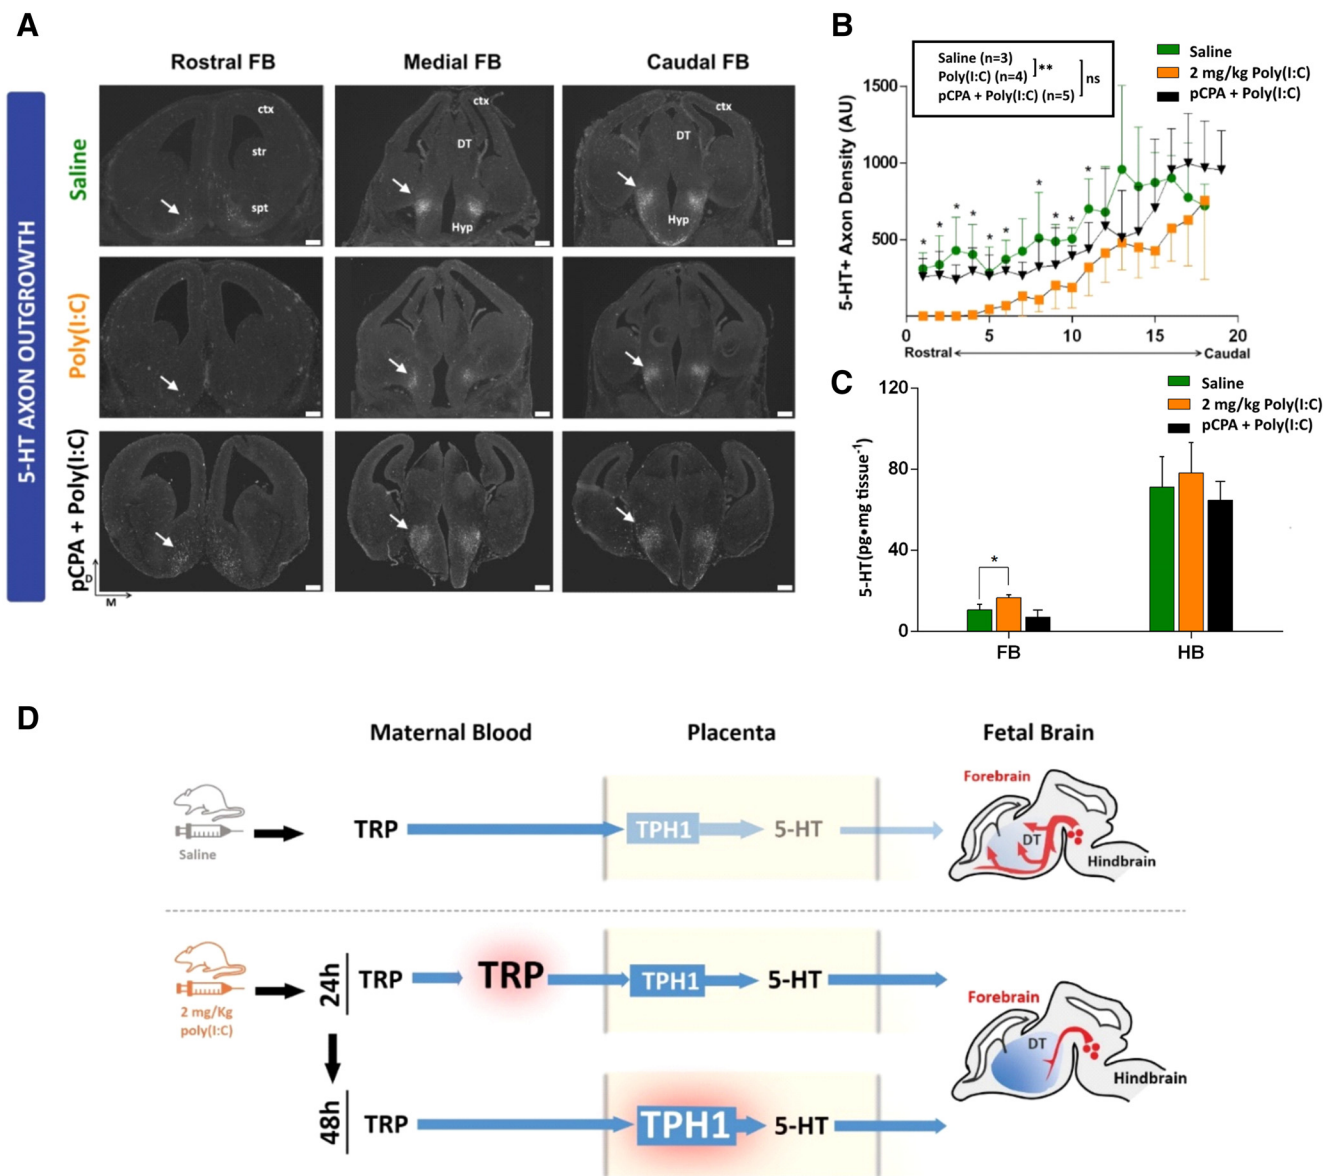 A
Rostral FB
Medial FB
Caudal FB
5-HT AXON OUTGROWTH
Saline
ctx
str
spt
ctx
DT
Hyp
ctx
DT
Hyp
Poly(I:C)
pCPA + Poly(I:C)
D
M
B
Saline (n=3)
Poly(I:C) (n=4)
pCPA + Poly(I:C) (n=5)
**
ns
Saline
2 mg/kg Poly(I:C)
pCPA + Poly(I:C)
5-HT+ Axon Density (AU)
1500
1000
500
* * * * * * * * * * *
0 5 10 15 20
Rostral
Caudal
C
Saline
2 mg/kg Poly(I:C)
pCPA + Poly(I:C)
5-HT(pg•mg tissue-1)
120
80
40
0
*
FB
HB
D
Maternal Blood
Placenta
Fetal Brain
Saline
TRP
TPH1
5-HT
Forebrain
DT
Hindbrain
2 mg/Kg
poly(I:C)
24h
TRP
TRP
TPH1
5-HT
Forebrain
DT
Hindbrain
48h
TRP
TPH1
5-HT